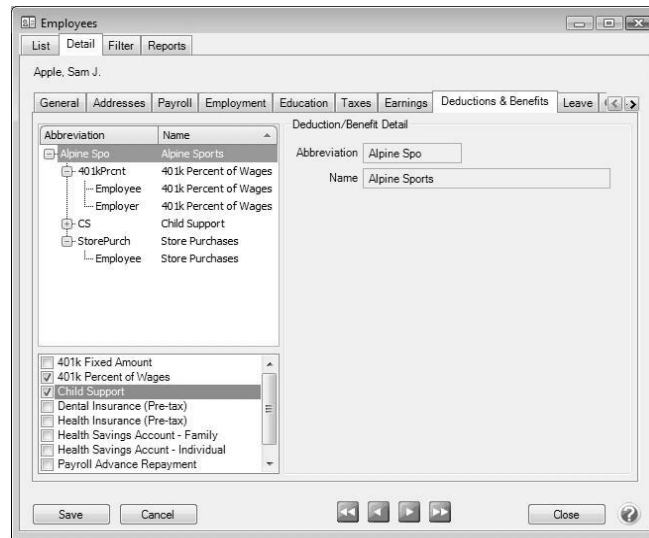 Employees
List Detail Filter Reports
Apple, Sam J.
General Addresses Payroll Employment Education Taxes Earnings Deductions & Benefits Leave
Abbreviation Name
Alpine Spo Alpine Sports
401kPrcnt 401k Percent of Wages
Employee 401k Percent of Wages
Employer 401k Percent of Wages
CS Child Support
StorePurch Store Purchases
Employee Store Purchases
Deduction/Benefit Detail
Abbreviation Alpine Spo
Name Alpine Sports
401k Fixed Amount
401k Percent of Wages
Child Support
Dental Insurance (Pre-tax)
Health Insurance (Pre-tax)
Health Savings Account - Family
Health Savings Accunt - Individual
Payroll Advance Repayment
Save Cancel Close ?